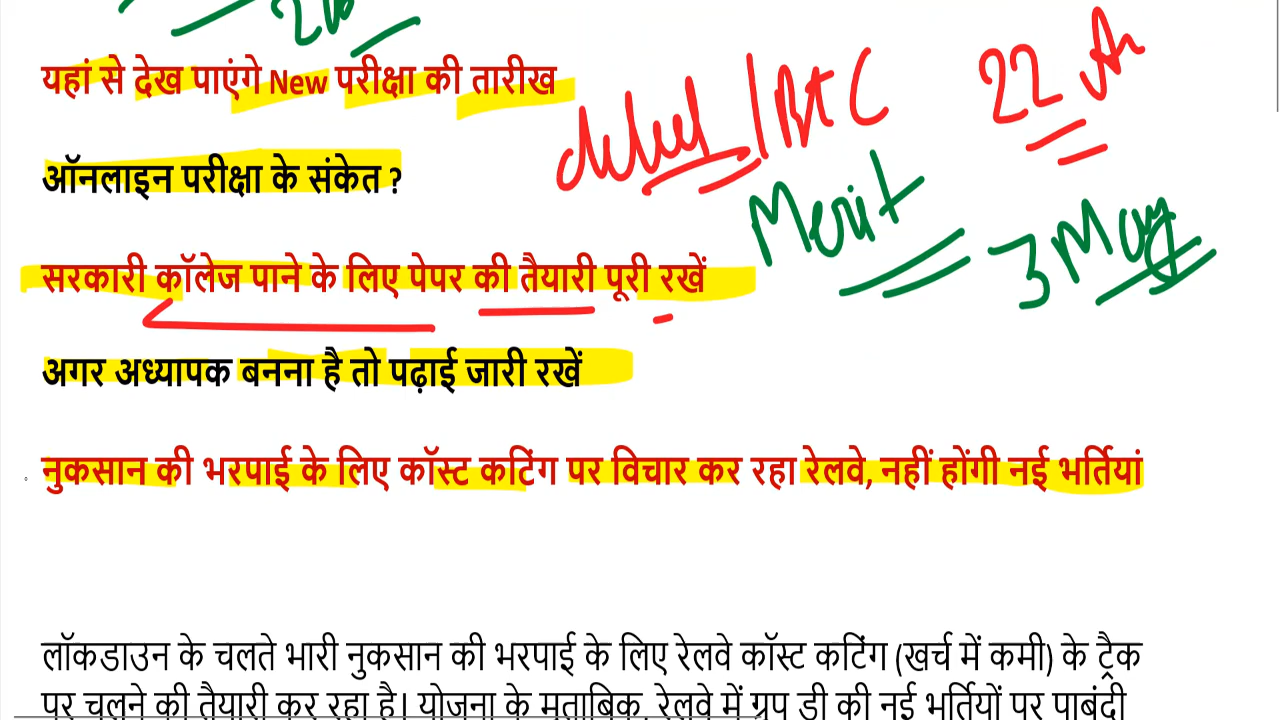 यहां से देख पाएंगे New परीक्षा की तारीख
22
ऑनलाइन परीक्षा के संकेत ?
Merit
3 May
सरकारी कॉलेज पाने के लिए पेपर की तैयारी पूरी रखें
अगर अध्यापक बनना है तो पढ़ाई जारी रखें
नुकसान की भरपाई के लिए कॉस्ट कटिंग पर विचार कर रहा रेलवे, नहीं होंगी नई भर्तियां
लॉकडाउन के चलते भारी नुकसान की भरपाई के लिए रेलवे कॉस्ट कटिंग (खर्च में कमी) के ट्रैक
पर चलने की तैयारी कर रहा है। योजना के मुताबिक, रेलवे में ग्रुप डी की नई भर्तियों पर पाबंदी